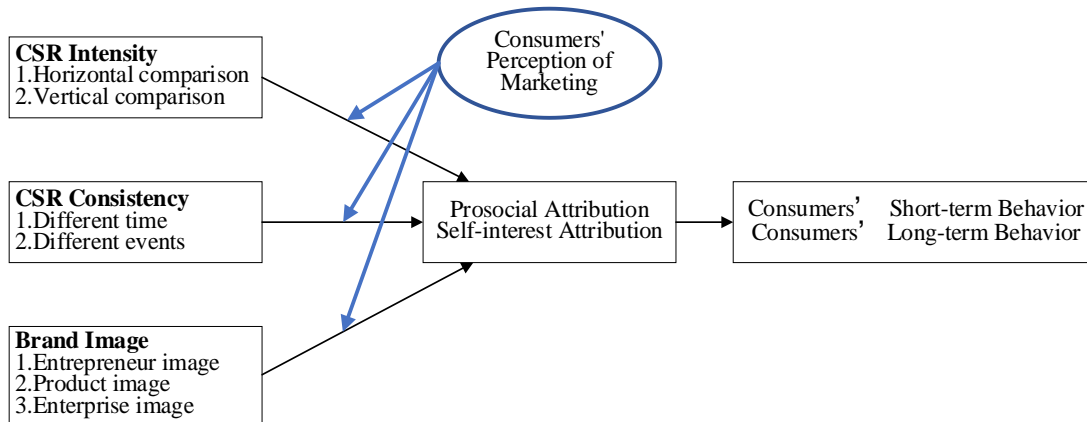 CSR Intensity
1.Horizontal comparison
2.Vertical comparison
Consumers'
Perception of
Marketing
CSR Consistency
1.Different time
2.Different events
Prosocial Attribution
Self-interest Attribution
Consumers’ Short-term Behavior
Consumers’ Long-term Behavior
Brand Image
1.Entrepreneur image
2.Product image
3.Enterprise image